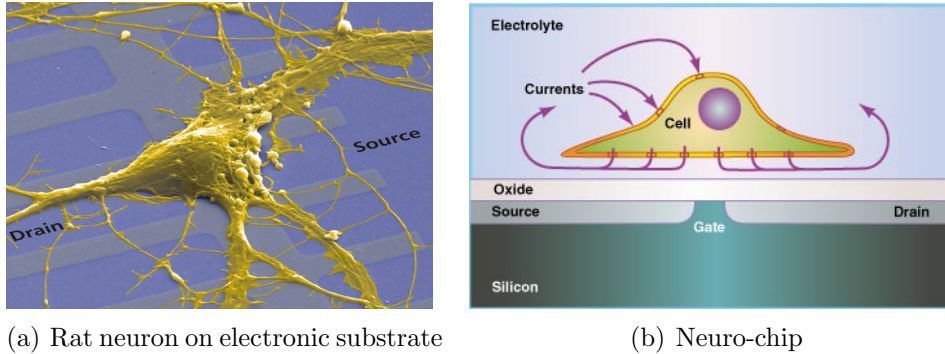 Source
Drain
Electrolyte
Currents
Cell
Oxide
Source
Drain
Gate
Silicon
(a) Rat neuron on electronic substrate
(b) Neuro-chip